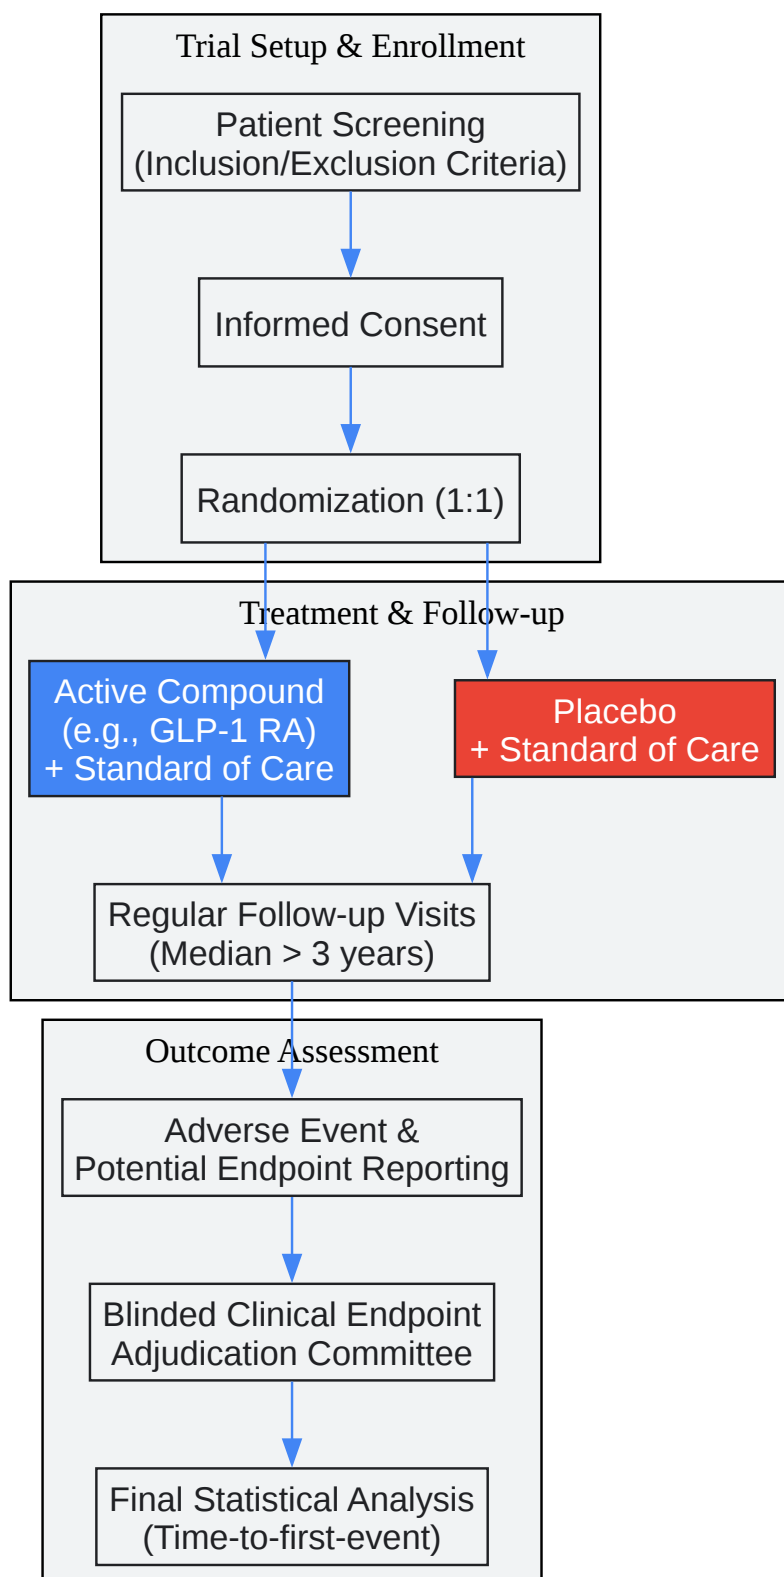 Trial Setup & Enrollment
Patient Screening
(Inclusion/Exclusion Criteria)
Informed Consent
Randomization (1:1)
Treatment & Follow-up
Active Compound
(e.g., GLP-1 RA)
+ Standard of Care
Placebo
+ Standard of Care
Regular Follow-up Visits
(Median > 3 years)
Outcome Assessment
Adverse Event &
Potential Endpoint Reporting
Blinded Clinical Endpoint
Adjudication Committee
Final Statistical Analysis
(Time-to-first-event)